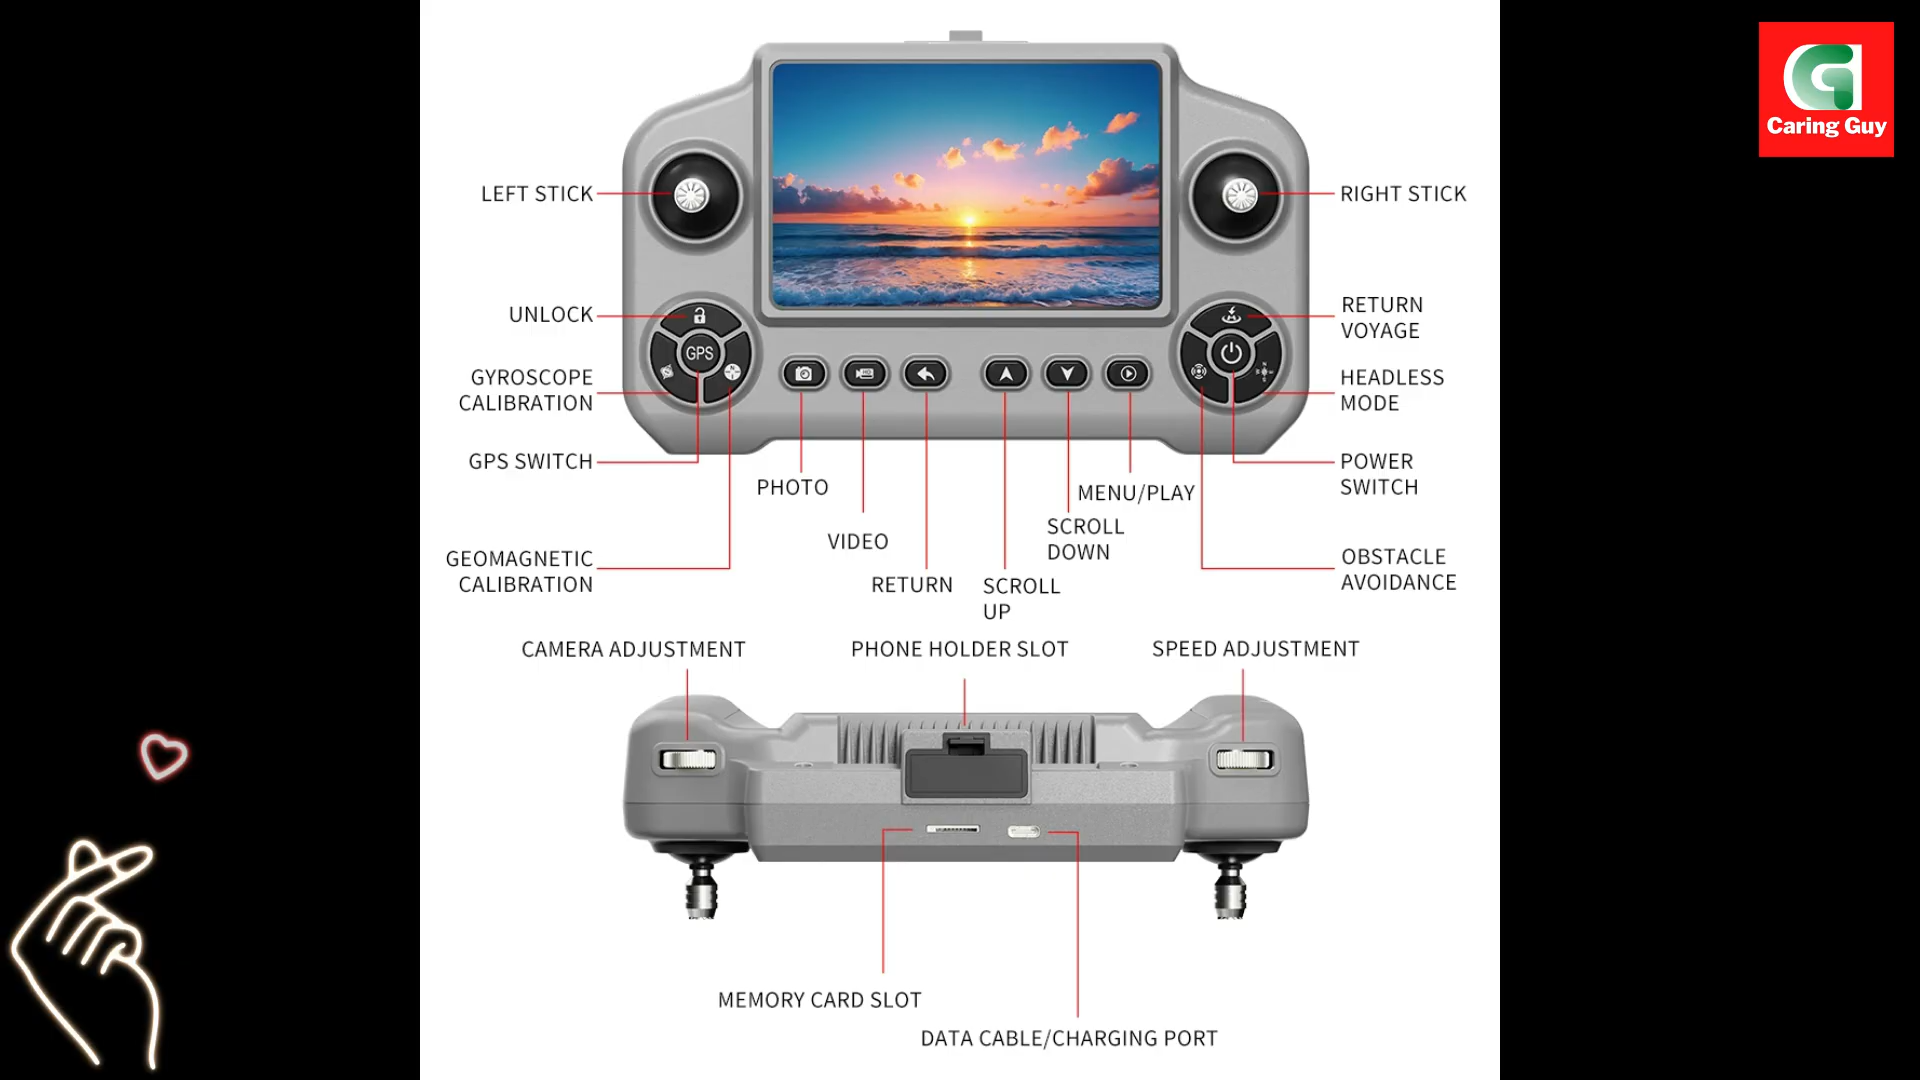 Caring Guy
LEFT STICK
RIGHT STICK
UNLOCK
RETURN
VOYAGE
GPS
GYROSCOPE
CALIBRATION
HEADLESS
MODE
GPS SWITCH
POWER
SWITCH
PHOTO
MENU/PLAY
VIDEO
SCROLL
DOWN
GEOMAGNETIC
CALIBRATION
RETURN
SCROLL
UP
OBSTACLE
AVOIDANCE
CAMERA ADJUSTMENT
PHONE HOLDER SLOT
SPEED ADJUSTMENT
MEMORY CARD SLOT
DATA CABLE/CHARGING PORT